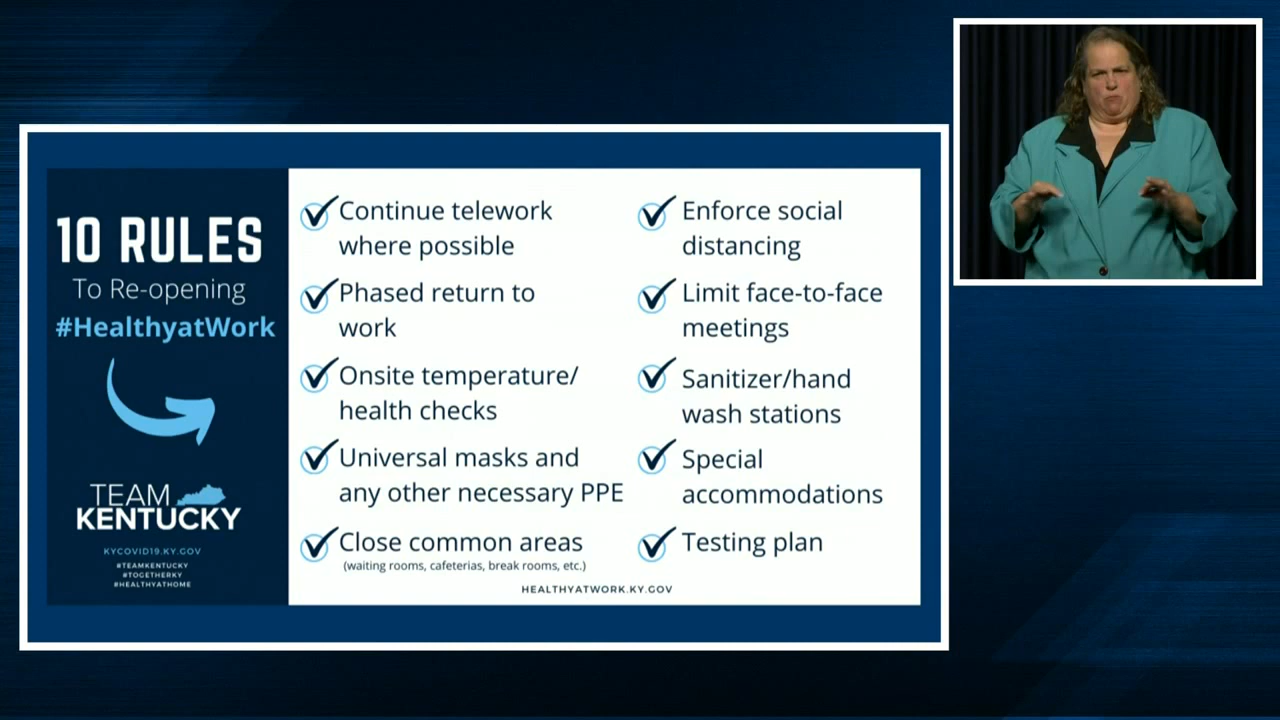 10 RULES
To Re-opening
#HealthyatWork
TEAM
KENTUCKY
KYCOVID19.KY.GOV
#TEAMKENTUCKY
#TOGETHERKY
#HEALTHYATHOME
Continue telework
where possible
Phased return to
work
Onsite temperature/
health checks
Universal masks and
any other necessary PPE
Close common areas
(waiting rooms, cafeterias, break rooms, etc.)
Enforce social
distancing
Limit face-to-face
meetings
Sanitizer/hand
wash stations
Special
accommodations
Testing plan
HEALTHYATWORK.KY.GOV